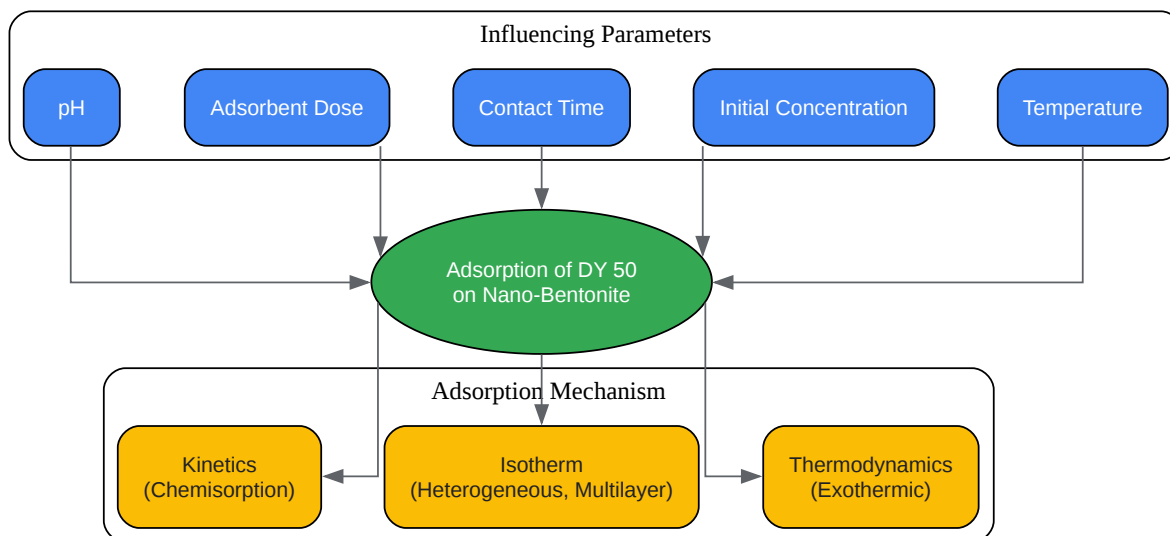 Influencing Parameters
pH
Adsorbent Dose
Contact Time
Initial Concentration
Temperature
Adsorption of DY 50
on Nano-Bentonite
Adsorption Mechanism
Kinetics
(Chemisorption)
Isotherm
(Heterogeneous, Multilayer)
Thermodynamics
(Exothermic)